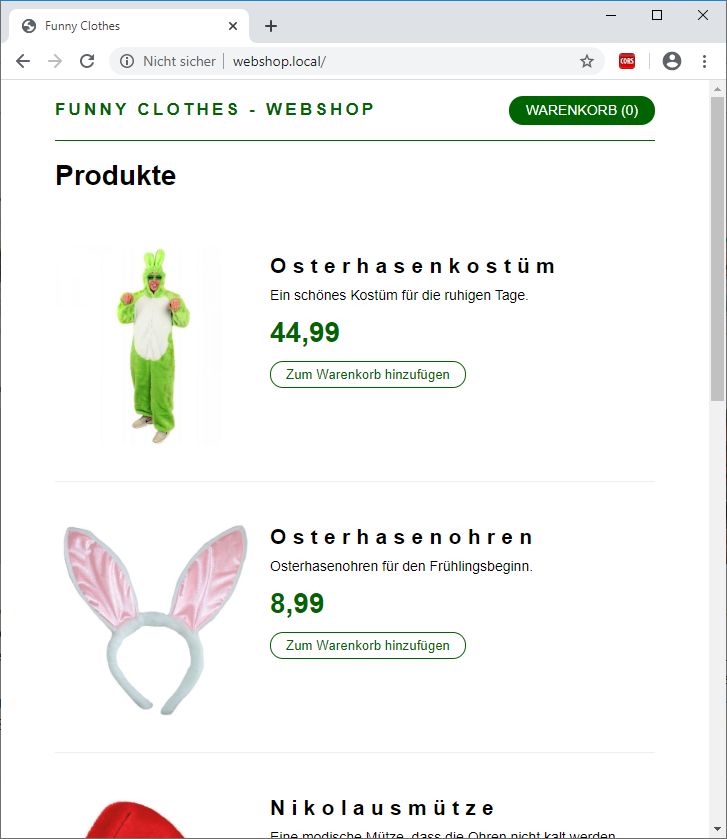 Funny Clothes
Nicht sicher | webshop.local/
CORS
FUNNY CLOTHES - WEBSHOP
WARENKORB (0)
Produkte
Osterhasenkostüm
Ein schönes Kostüm für die ruhigen Tage.
44,99
Zum Warenkorb hinzufügen
Osterhasenohren
Osterhasenohren für den Frühlingsbeginn.
8,99
Zum Warenkorb hinzufügen
Nikolausmütze
Eine modische Mütze, dass die Ohren nicht kalt werden